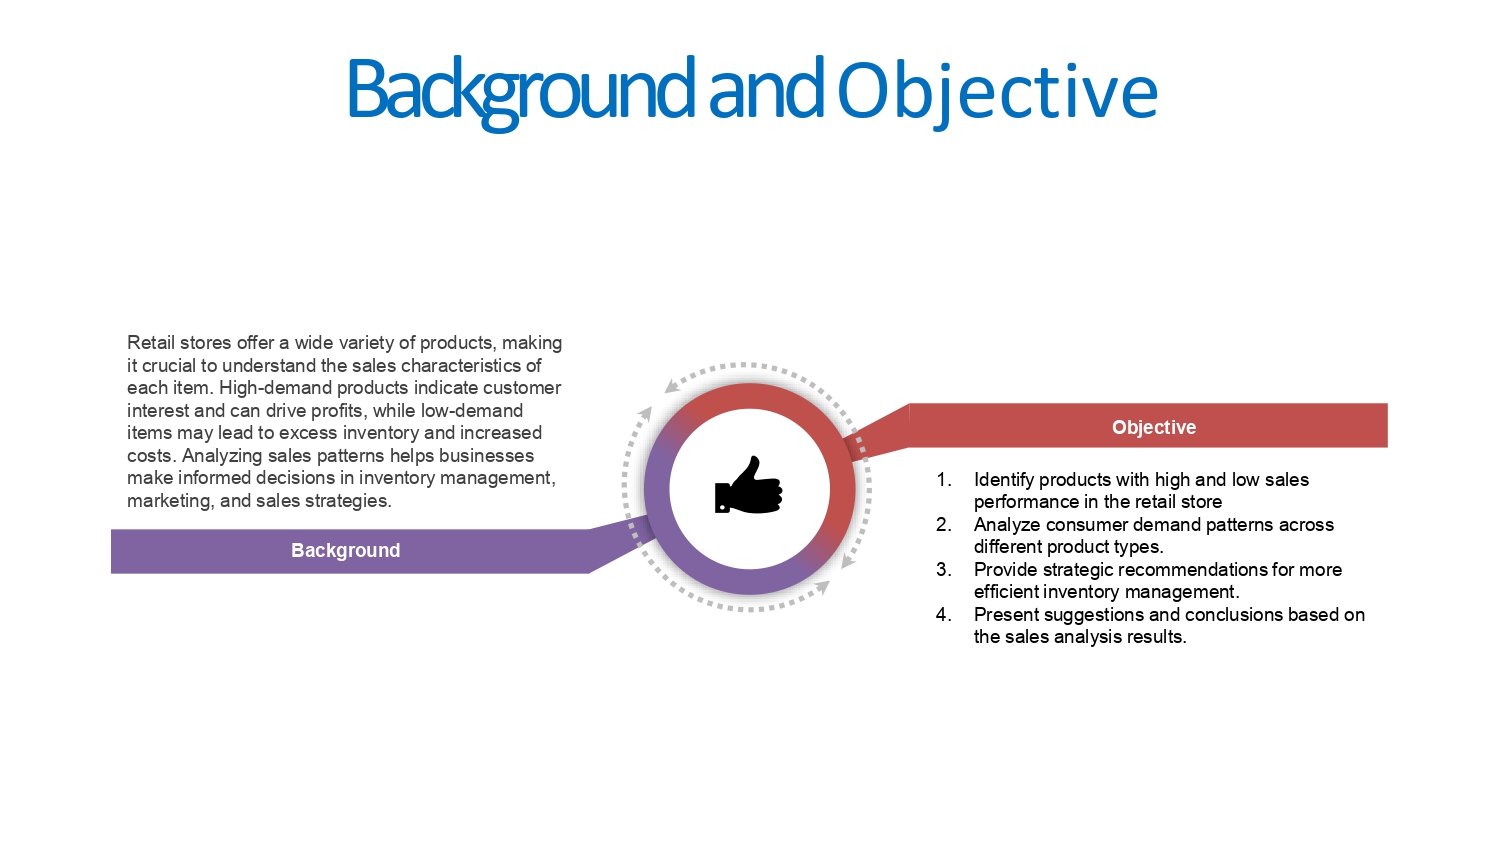 Background and Objective
Retail stores offer a wide variety of products, making
it crucial to understand the sales characteristics of
each item. High-demand products indicate customer
interest and can drive profits, while low-demand
items may lead to excess inventory and increased
costs. Analyzing sales patterns helps businesses
make informed decisions in inventory management,
marketing, and sales strategies.
Background
Objective
1. Identify products with high and low sales
performance in the retail store
2. Analyze consumer demand patterns across
different product types.
3. Provide strategic recommendations for more
efficient inventory management.
4. Present suggestions and conclusions based on
the sales analysis results.